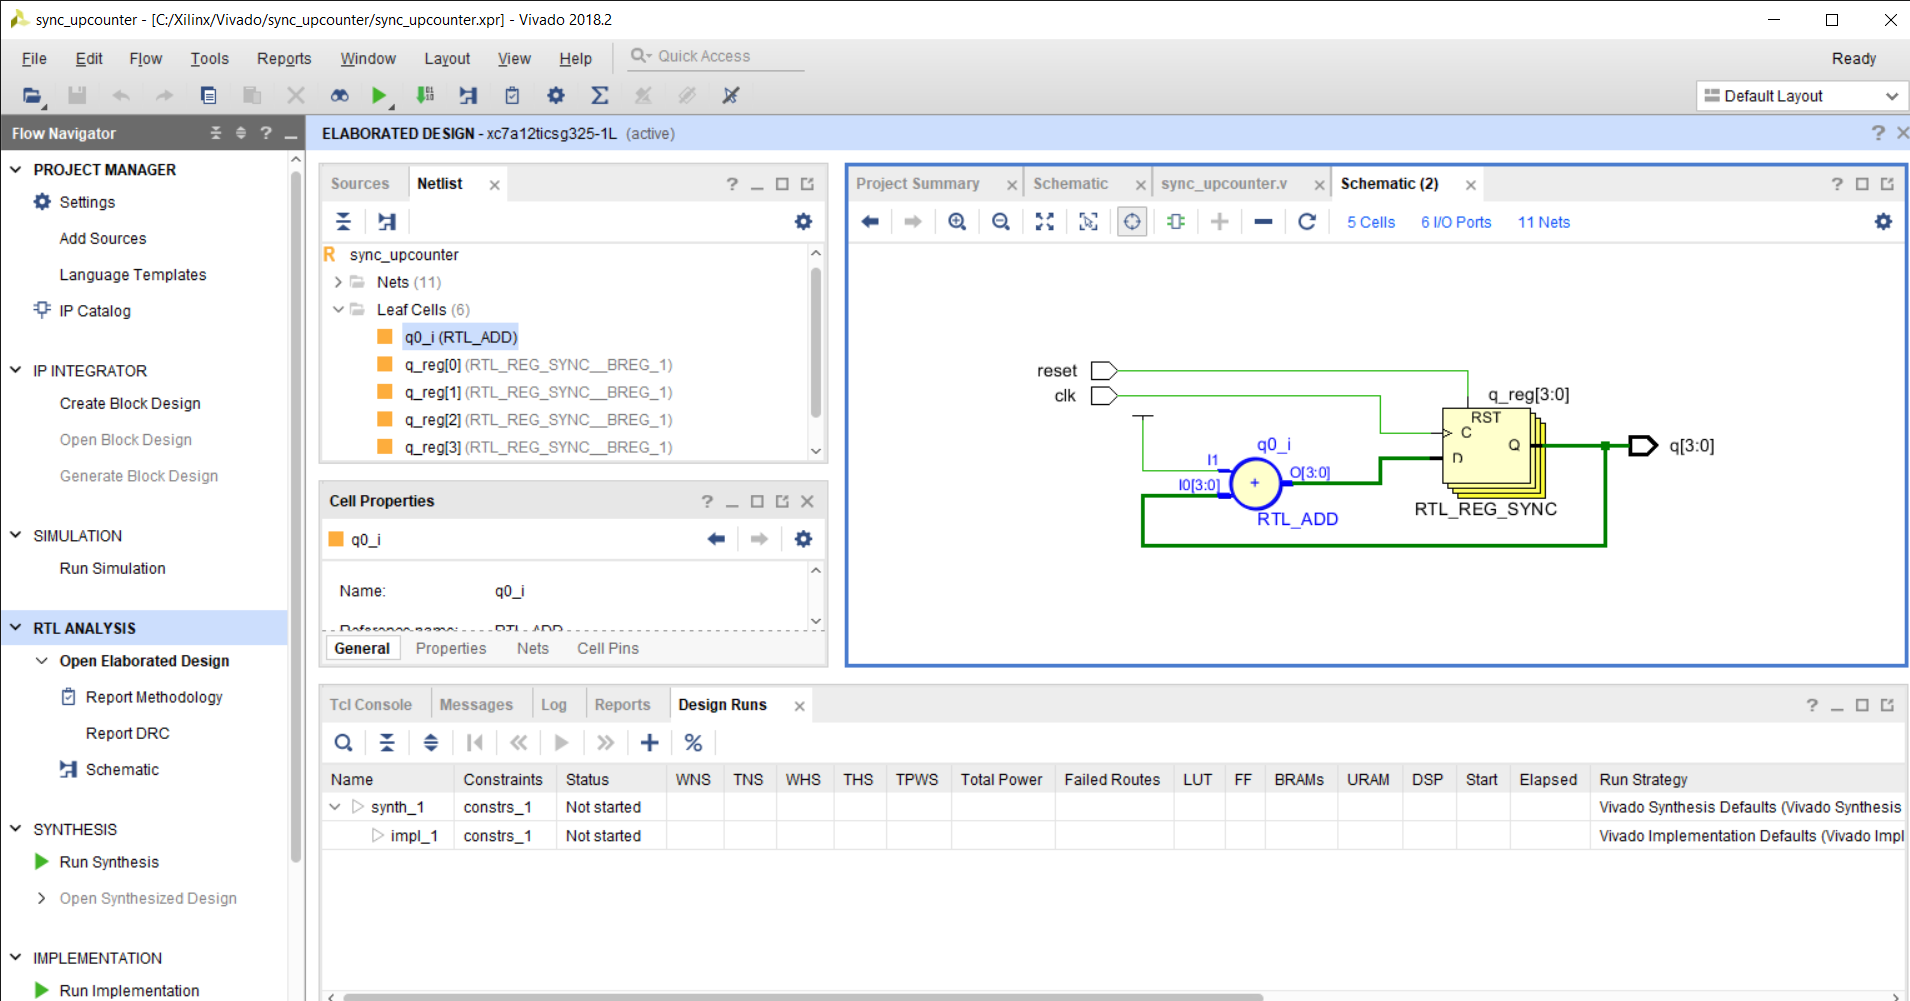 sync_upcounter - [C:/Xilinx/Vivado/sync_upcounter/sync_upcounter.xpr] - Vivado 2018.2
File Edit Flow Tools Reports Window Layout View Help Quick Access Ready
Default Layout
Flow Navigator
PROJECT MANAGER
Settings
Add Sources
Language Templates
IP Catalog
IP INTEGRATOR
Create Block Design
Open Block Design
Generate Block Design
SIMULATION
Run Simulation
RTL ANALYSIS
Open Elaborated Design
Report Methodology
Report DRC
Schematic
SYNTHESIS
Run Synthesis
Open Synthesized Design
IMPLEMENTATION
Run Implementation
ELABORATED DESIGN - xc7a12ticsg325-1L (active)
Sources Netlist
sync_upcounter
Nets (11)
Leaf Cells (6)
q0_i (RTL_ADD)
q_reg[0] (RTL_REG_SYNC__BREG_1)
q_reg[1] (RTL_REG_SYNC__BREG_1)
q_reg[2] (RTL_REG_SYNC__BREG_1)
q_reg[3] (RTL_REG_SYNC__BREG_1)
Cell Properties
q0_i
Name: q0_i
Reference name: RTL_ADD
General Properties Nets Cell Pins
Project Summary Schematic sync_upcounter.v Schematic (2)
5 Cells 6 I/O Ports 11 Nets
reset
clk
q_reg[3:0]
RST
C
Q
D
q[3:0]
q0_i
I1
I0[3:0]
+
O[3:0]
RTL_ADD
RTL_REG_SYNC
Tcl Console Messages Log Reports Design Runs
Name Constraints Status WNS TNS WHS THS TPWS Total Power Failed Routes LUT FF BRAMs URAM DSP Start Elapsed Run Strategy
synth_1 constrs_1 Not started Vivado Synthesis Defaults (Vivado Synthesis
impl_1 constrs_1 Not started Vivado Implementation Defaults (Vivado Impl